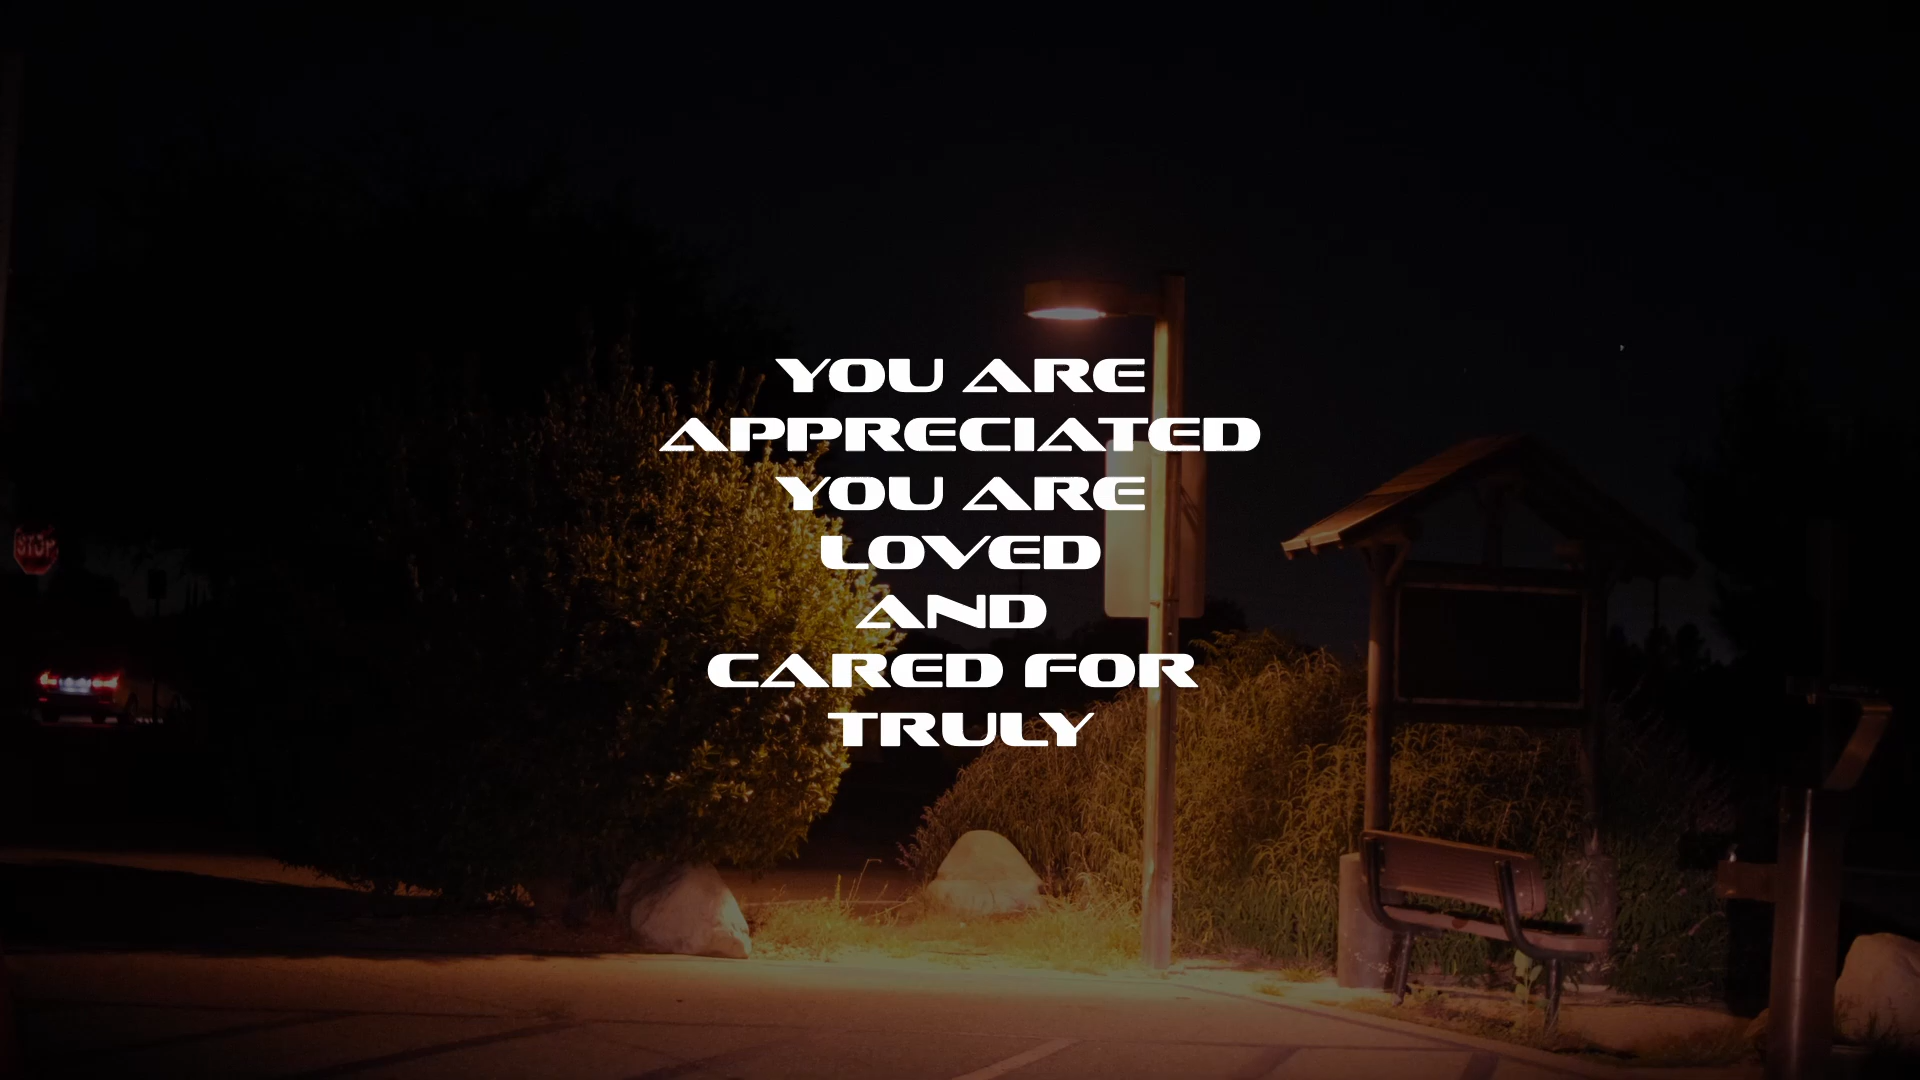 YOU ARE
APPRECIATED
YOU ARE
LOVED
AND
CARED FOR
TRULY
STOP